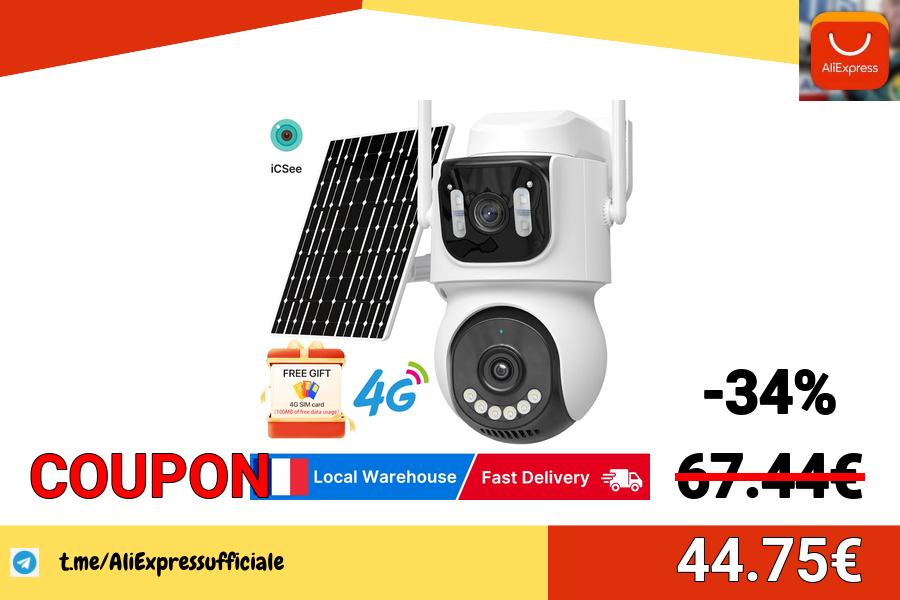 AliExpress
iCSee
FREE GIFT
4G SIM card
(100MB of free data usage)
4G
-34%
COUPON
Local Warehouse
Fast Delivery
67.44€
t.me/AliExpressufficiale
44.75€